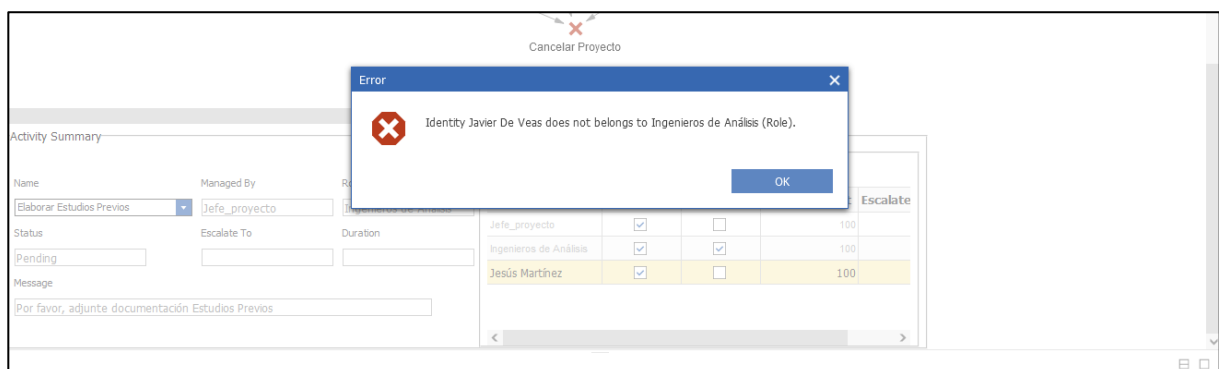 Cancelar Proyecto
Error
Identity Javier De Veas does not belongs to Ingenieros de Análisis (Role).
OK
Activity Summary
Name Managed By
Elaborar Estudios Previos Jefe_proyecto Ingenieros de Análisis
Escalate
Status Escalate To Duration
Pending
Message
Por favor, adjunte documentación Estudios Previos
Jefe_proyecto 100
Ingenieros de Análisis 100
Jesús Martínez 100